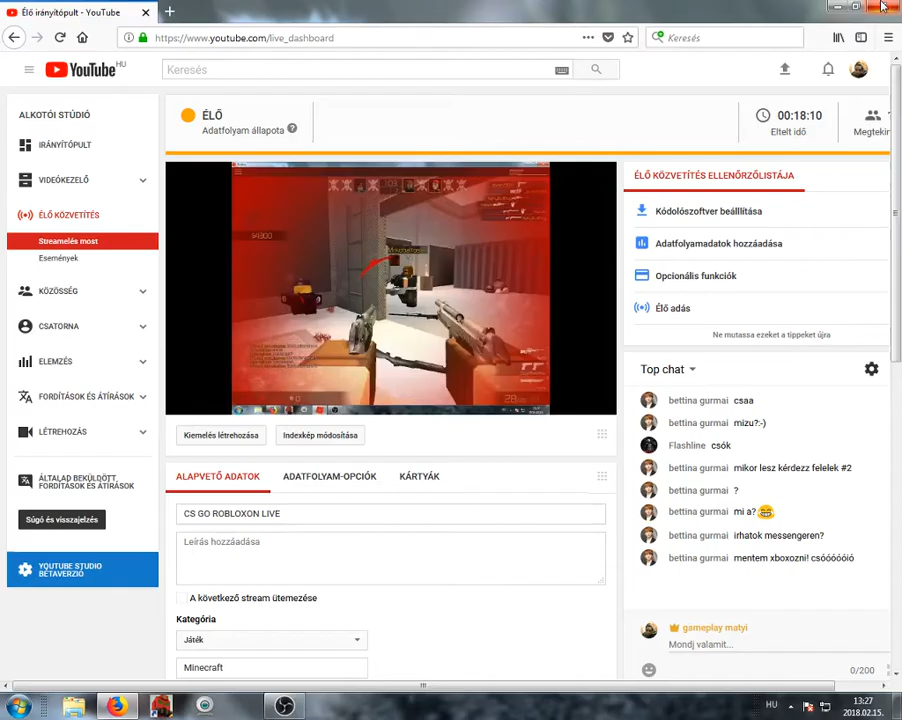 Élő irányítópult - YouTube
https://www.youtube.com/live_dashboard
Keresés
YouTube HU
Keresés
ALKOTÓI STÚDIÓ
IRÁNYÍTÓPULT
VIDEÓKEZELŐ
ÉLŐ KÖZVETÍTÉS
Streamelés most
Események
KÖZÖSSÉG
CSATORNA
ELEMZÉS
FORDÍTÁSOK ÉS ÁTÍRÁSOK
LÉTREHOZÁS
ÁLTALAD BEKÜLDÖTT
FORDÍTÁSOK ÉS ÁTÍRÁSOK
Súgó és visszajelzés
YOUTUBE STUDIO
BÉTAVERZIÓ
ÉLŐ
Adatfolyam állapota
00:18:10
Eltelt idő
Megtekin
Kiemelés létrehozása
Indexkép módosítása
ALAPVETŐ ADATOK
ADATFOLYAM-OPCIÓK
KÁRTYÁK
CS GO ROBLOXON LIVE
Leírás hozzáadása
A következő stream ütemezése
Kategória
Játék
Minecraft
ÉLŐ KÖZVETÍTÉS ELLENŐRZŐLISTÁJA
Kódolószoftver beállítása
Adatfolyamadatok hozzáadása
Opcionális funkciók
Élő adás
Ne mutassa ezeket a tippeket újra
Top chat
bettina gurmai csaa
bettina gurmai mizu?:-)
Flashline csók
bettina gurmai mikor lesz kérdezz felelek #2
bettina gurmai ?
bettina gurmai mi a? 😂
bettina gurmai irhatok messengeren?
bettina gurmai mentem xboxozni! csóóóóóió
gameplay matyi
Mondj valamit...
0/200
HU
13:27
2018.02.15.